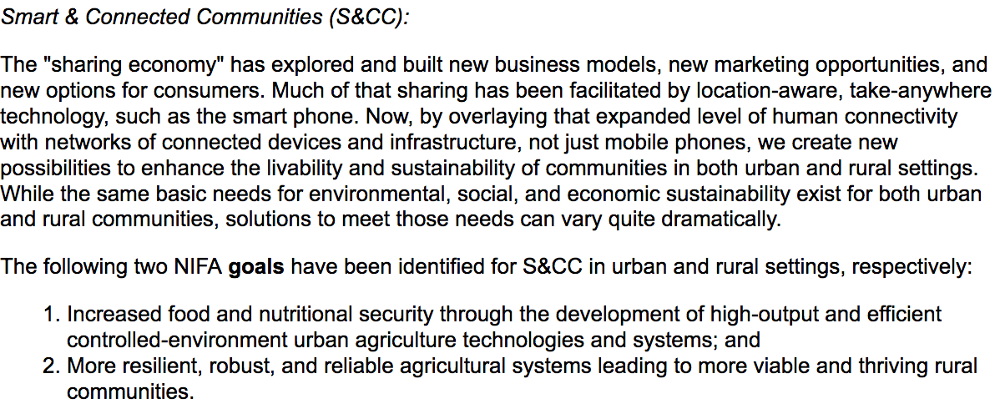 Smart & Connected Communities (S&CC):
The "sharing economy" has explored and built new business models, new marketing opportunities, and
new options for consumers. Much of that sharing has been facilitated by location-aware, take-anywhere
technology, such as the smart phone. Now, by overlaying that expanded level of human connectivity
with networks of connected devices and infrastructure, not just mobile phones, we create new
possibilities to enhance the livability and sustainability of communities in both urban and rural settings.
While the same basic needs for environmental, social, and economic sustainability exist for both urban
and rural communities, solutions to meet those needs can vary quite dramatically.
The following two NIFA goals have been identified for S&CC in urban and rural settings, respectively:
1. Increased food and nutritional security through the development of high-output and efficient
controlled-environment urban agriculture technologies and systems; and
2. More resilient, robust, and reliable agricultural systems leading to more viable and thriving rural
communities.